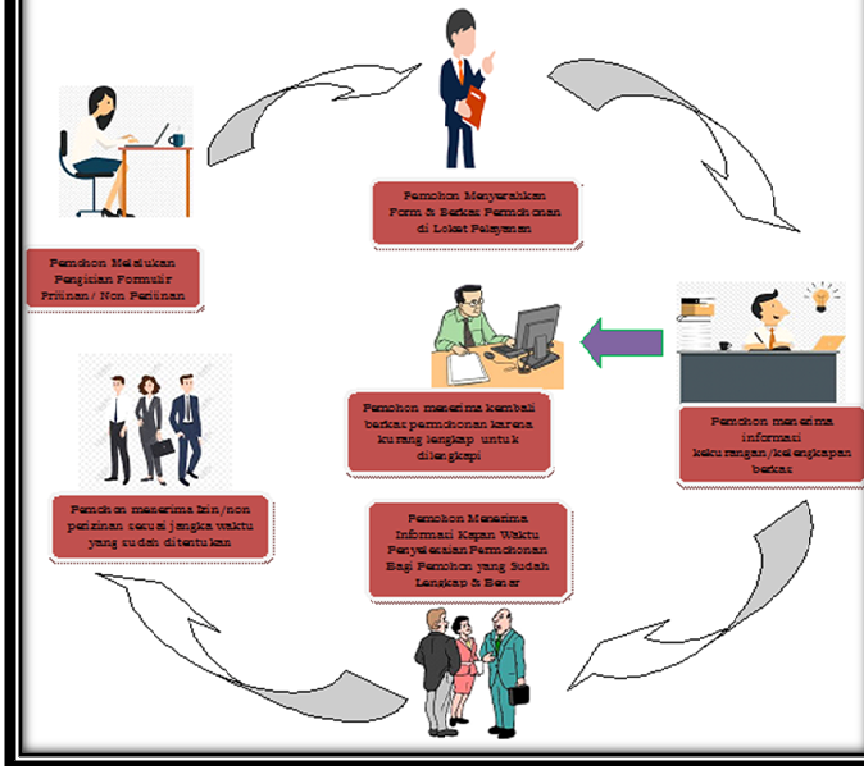 Pemohon Menyerahkan
Form & Berkas Permohonan
di Loket Pelayanan
Pemohon Melakukan
Pengisian Formulir
Priizinan/ Non Perizinan
Pemohon menerima kembali
berkas permohonan karena
kurang lengkap untuk
dilengkapi
Pemohon menerima
informasi
kekurangan/kelengkapan
berkas
Pemohon menerima Izin/non
perizinan sesuai jangka waktu
yang sudah ditentukan
Pemohon Menerima
Informasi Kapan Waktu
Penyelesaian Permohonan
Bagi Pemohon yang Sudah
Lengkap & Benar